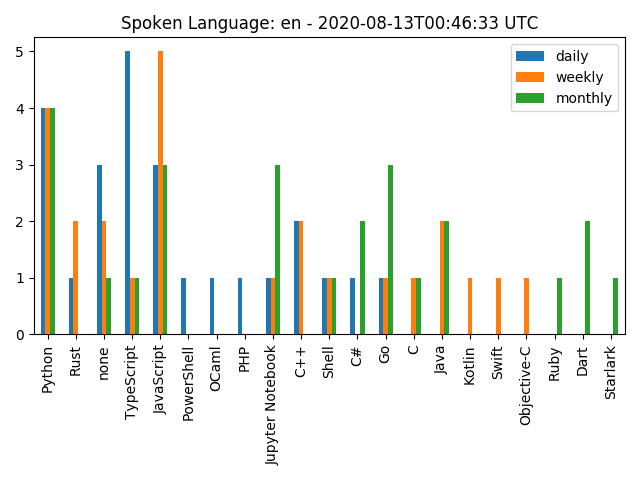 Spoken Language: en - 2020-08-13T00:46:33 UTC
daily
weekly
monthly
5
4
3
2
1
0
Python
Rust
none
TypeScript
JavaScript
PowerShell
OCaml
PHP
Jupyter Notebook
C++
Shell
C#
Go
C
Java
Kotlin
Swift
Objective-C
Ruby
Dart
Starlark